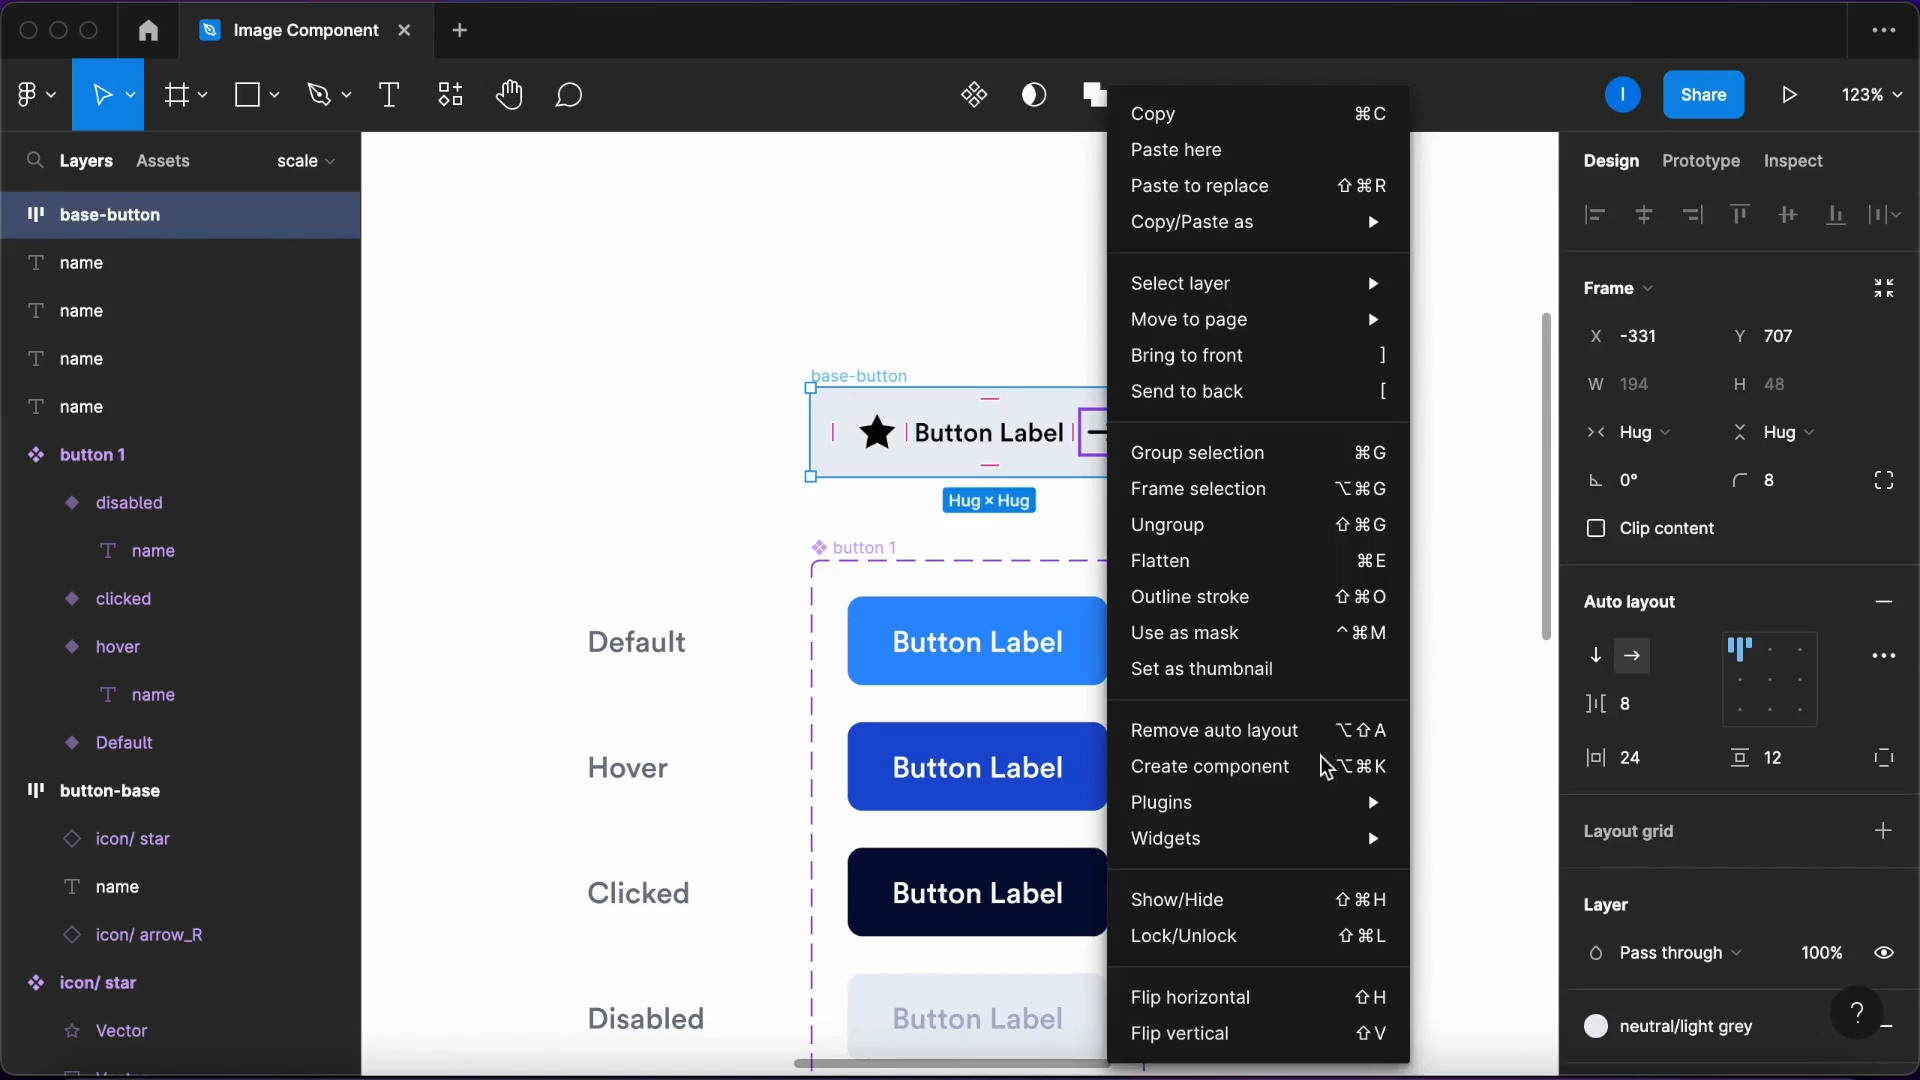 Image Component
Share
123%
Layers Assets scale
base-button
name
name
name
name
button 1
disabled
name
clicked
hover
name
Default
button-base
icon/ star
name
icon/ arrow_R
icon/ star
Vector
base-button
Button Label
Hug × Hug
button 1
Default
Button Label
Hover
Button Label
Clicked
Button Label
Disabled
Button Label
Copy ⌘C
Paste here
Paste to replace ⇧⌘R
Copy/Paste as
Select layer
Move to page
Bring to front ]
Send to back [
Group selection ⌘G
Frame selection ⌥⌘G
Ungroup ⇧⌘G
Flatten ⌘E
Outline stroke ⇧⌘O
Use as mask ^⌘M
Set as thumbnail
Remove auto layout ⌥⇧A
Create component ⌥⌘K
Plugins
Widgets
Show/Hide ⇧⌘H
Lock/Unlock ⇧⌘L
Flip horizontal ⇧H
Flip vertical ⇧V
Design Prototype Inspect
Frame
X -331 Y 707
W 194 H 48
Hug Hug
0° 8
Clip content
Auto layout
8
24 12
Layout grid
Layer
Pass through 100%
neutral/light grey
?